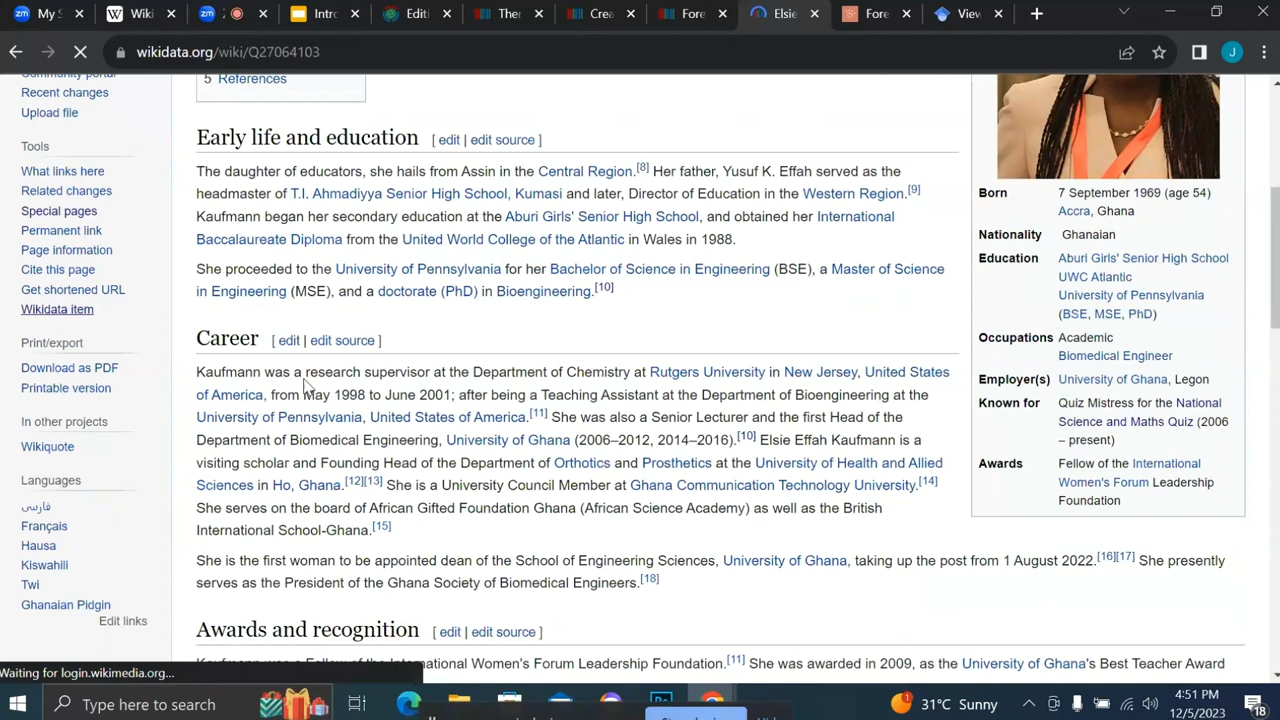 My S
Wiki
Intro
Editi
Ther
Crea
Fore
Elsie
Fore
View
wikidata.org/wiki/Q27064103
J
Recent changes
Upload file
Tools
What links here
Related changes
Special pages
Permanent link
Page information
Cite this page
Get shortened URL
Wikidata item
Print/export
Download as PDF
Printable version
In other projects
Wikiquote
Languages
فارسی
Français
Hausa
Kiswahili
Twi
Ghanaian Pidgin
Edit links
5 References
Early life and education [ edit | edit source ]
The daughter of educators, she hails from Assin in the Central Region.[8] Her father, Yusuf K. Effah served as the
headmaster of T.I. Ahmadiyya Senior High School, Kumasi and later, Director of Education in the Western Region.[9]
Kaufmann began her secondary education at the Aburi Girls' Senior High School, and obtained her International
Baccalaureate Diploma from the United World College of the Atlantic in Wales in 1988.
She proceeded to the University of Pennsylvania for her Bachelor of Science in Engineering (BSE), a Master of Science
in Engineering (MSE), and a doctorate (PhD) in Bioengineering.[10]
Career [ edit | edit source ]
Kaufmann was a research supervisor at the Department of Chemistry at Rutgers University in New Jersey, United States
of America, from May 1998 to June 2001; after being a Teaching Assistant at the Department of Bioengineering at the
University of Pennsylvania, United States of America.[11] She was also a Senior Lecturer and the first Head of the
Department of Biomedical Engineering, University of Ghana (2006–2012, 2014–2016).[10] Elsie Effah Kaufmann is a
visiting scholar and Founding Head of the Department of Orthotics and Prosthetics at the University of Health and Allied
Sciences in Ho, Ghana.[12][13] She is a University Council Member at Ghana Communication Technology University.[14]
She serves on the board of African Gifted Foundation Ghana (African Science Academy) as well as the British
International School-Ghana.[15]
She is the first woman to be appointed dean of the School of Engineering Sciences, University of Ghana, taking up the post from 1 August 2022.[16][17] She presently
serves as the President of the Ghana Society of Biomedical Engineers.[18]
Awards and recognition [ edit | edit source ]
International Women's Forum Leadership Foundation.[11] She was awarded in 2009, as the University of Ghana's Best Teacher Award
Born 7 September 1969 (age 54)
Accra, Ghana
Nationality Ghanaian
Education Aburi Girls' Senior High School
UWC Atlantic
University of Pennsylvania
(BSE, MSE, PhD)
Occupations Academic
Biomedical Engineer
Employer(s) University of Ghana, Legon
Known for Quiz Mistress for the National
Science and Maths Quiz (2006
– present)
Awards Fellow of the International
Women's Forum Leadership
Foundation
Waiting for login.wikimedia.org...
Type here to search
1
31°C Sunny
4:51 PM
12/5/2023
18